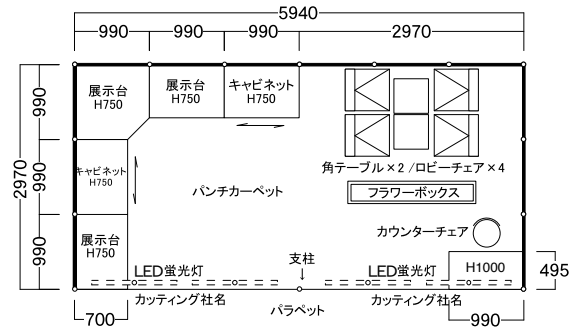 5940
990
990
990
2970
2970
990
990
990
展示台
H750
展示台
H750
キャビネット
H750
キャビネット
H750
展示台
H750
角テーブル×2 /ロビーチェア×4
パンチカーペット
フラワーボックス
カウンターチェア
H1000
495
LED蛍光灯
支柱
↓
LED蛍光灯
カッティング社名
パラペット
カッティング社名
700
990